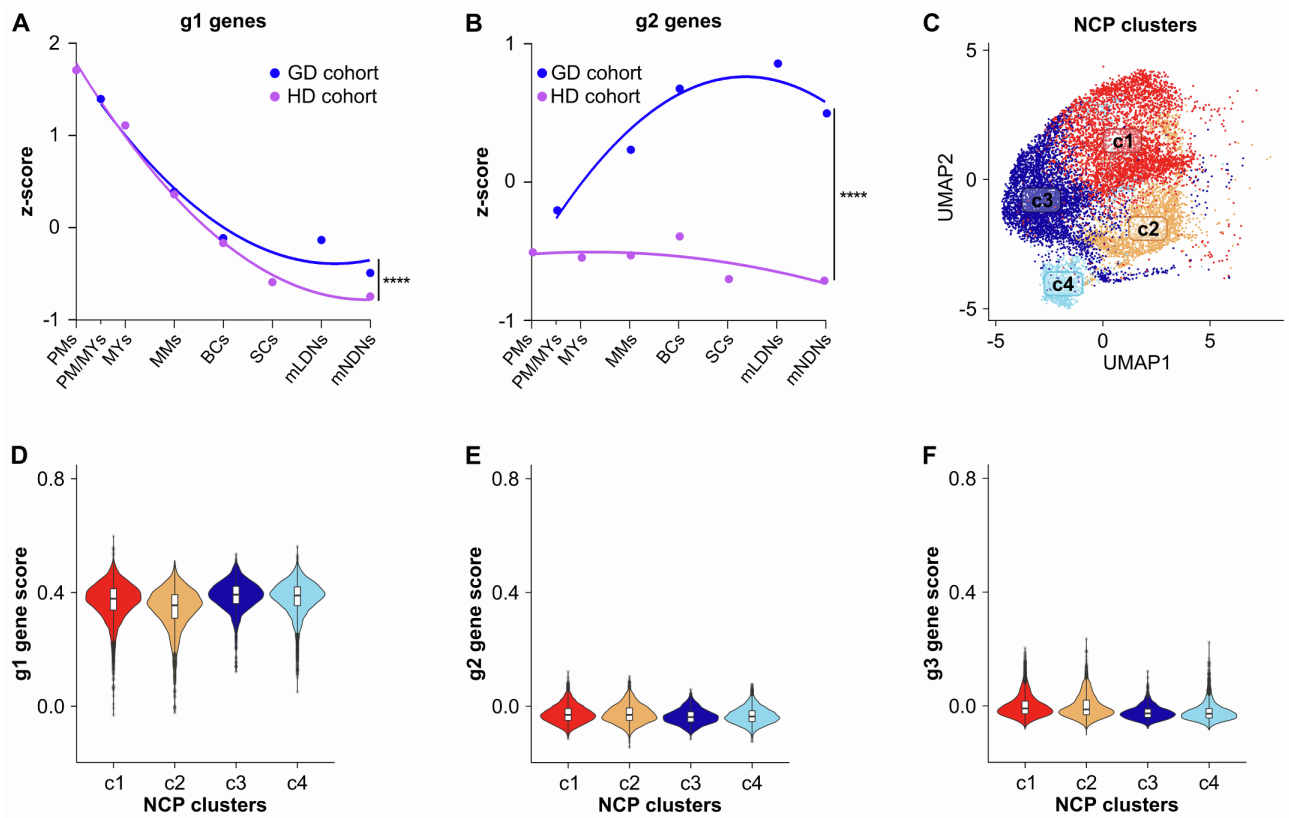 A
g1 genes
z-score
2
1
0
-1
GD cohort
HD cohort
****
PMs
PM/MYs
MYs
MMs
BCs
SCs
mLDNs
mNDNs
B
g2 genes
z-score
1
0
-1
GD cohort
HD cohort
****
PMs
PM/MYs
MYs
MMs
BCs
SCs
mLDNs
mNDNs
C
NCP clusters
UMAP2
5
0
-5
c1
c3
c2
c4
-5
0
5
UMAP1
D
g1 gene score
0.8
0.4
0.0
c1
c2
c3
c4
NCP clusters
E
g2 gene score
0.8
0.4
0.0
c1
c2
c3
c4
NCP clusters
F
g3 gene score
0.8
0.4
0.0
c1
c2
c3
c4
NCP clusters